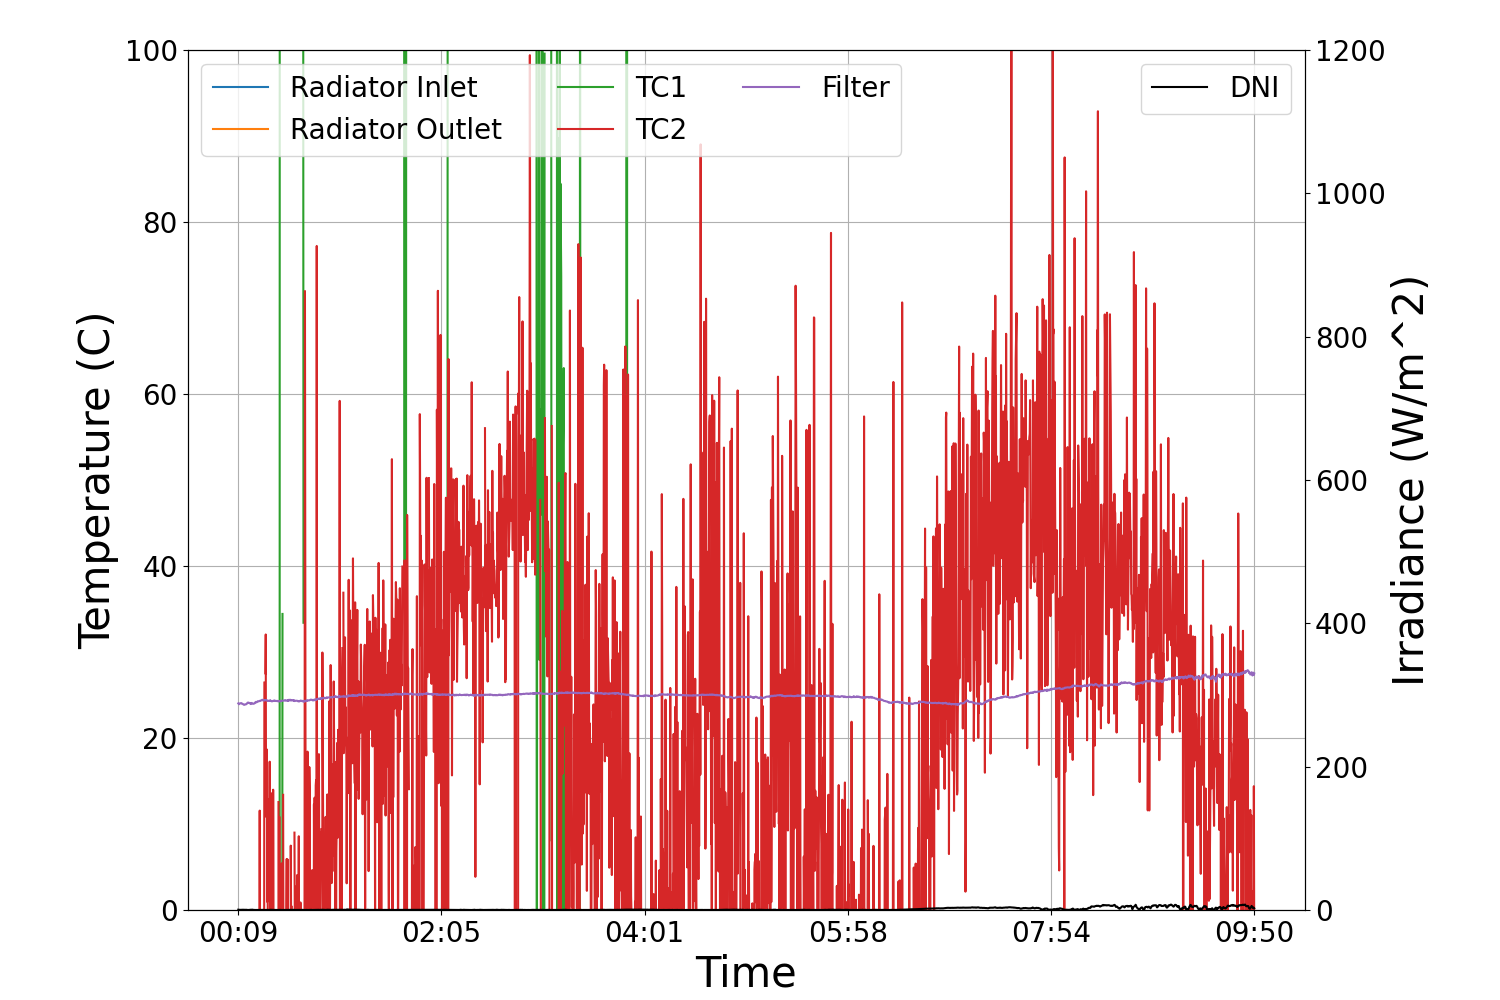 100
80
60
40
20
0
Temperature (C)
Radiator Inlet
Radiator Outlet
TC1
TC2
Filter
DNI
1200
1000
800
600
400
200
0
Irradiance (W/m^2)
00:09 02:05 04:01 05:58 07:54 09:50
Time